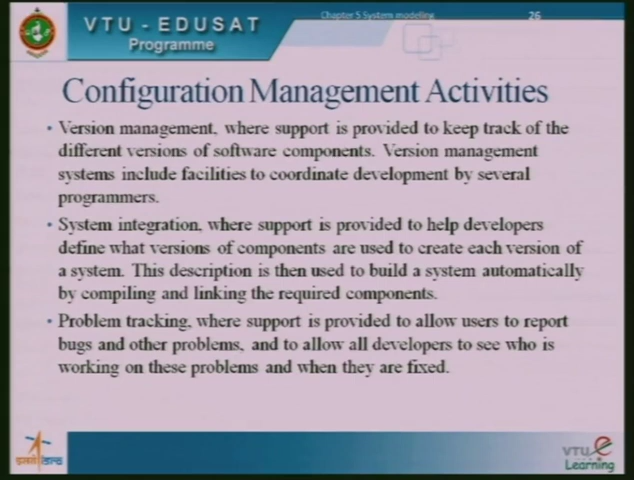 VTU - EDUSAT
Programme
Chapter 5 System modeling
26
Configuration Management Activities
• Version management, where support is provided to keep track of the
different versions of software components. Version management
systems include facilities to coordinate development by several
programmers.
• System integration, where support is provided to help developers
define what versions of components are used to create each version of
a system. This description is then used to build a system automatically
by compiling and linking the required components.
• Problem tracking, where support is provided to allow users to report
bugs and other problems, and to allow all developers to see who is
working on these problems and when they are fixed.
इसरो isro
VTU e
Learning